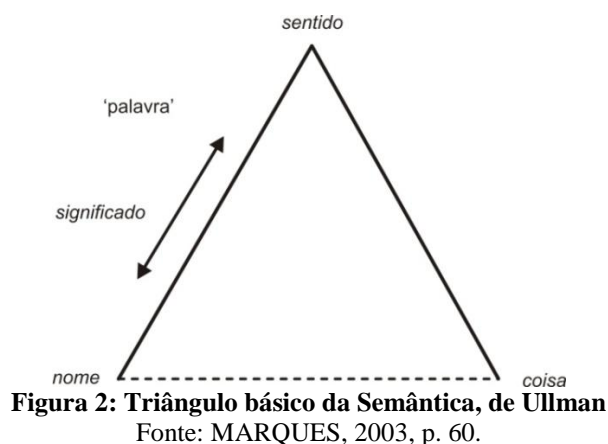 sentido
'palavra'
significado
nome
coisa
Figura 2: Triângulo básico da Semântica, de Ullman
Fonte: MARQUES, 2003, p. 60.